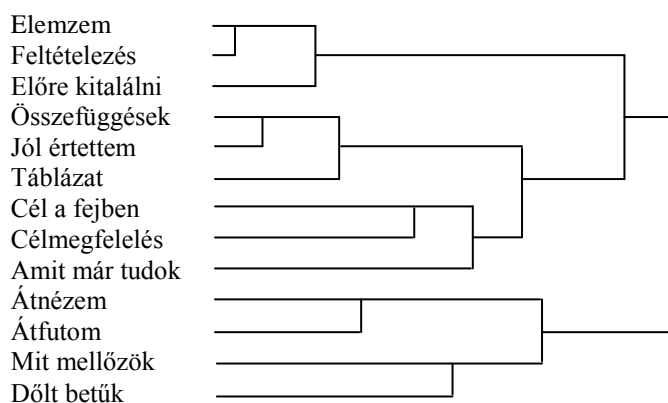 Elemzem
Feltételezés
Előre kitalálni
Összefüggések
Jól értettem
Táblázat
Cél a fejben
Célmegfelelés
Amit már tudok
Átnézem
Átfutom
Mit mellőzök
Dőlt betűk